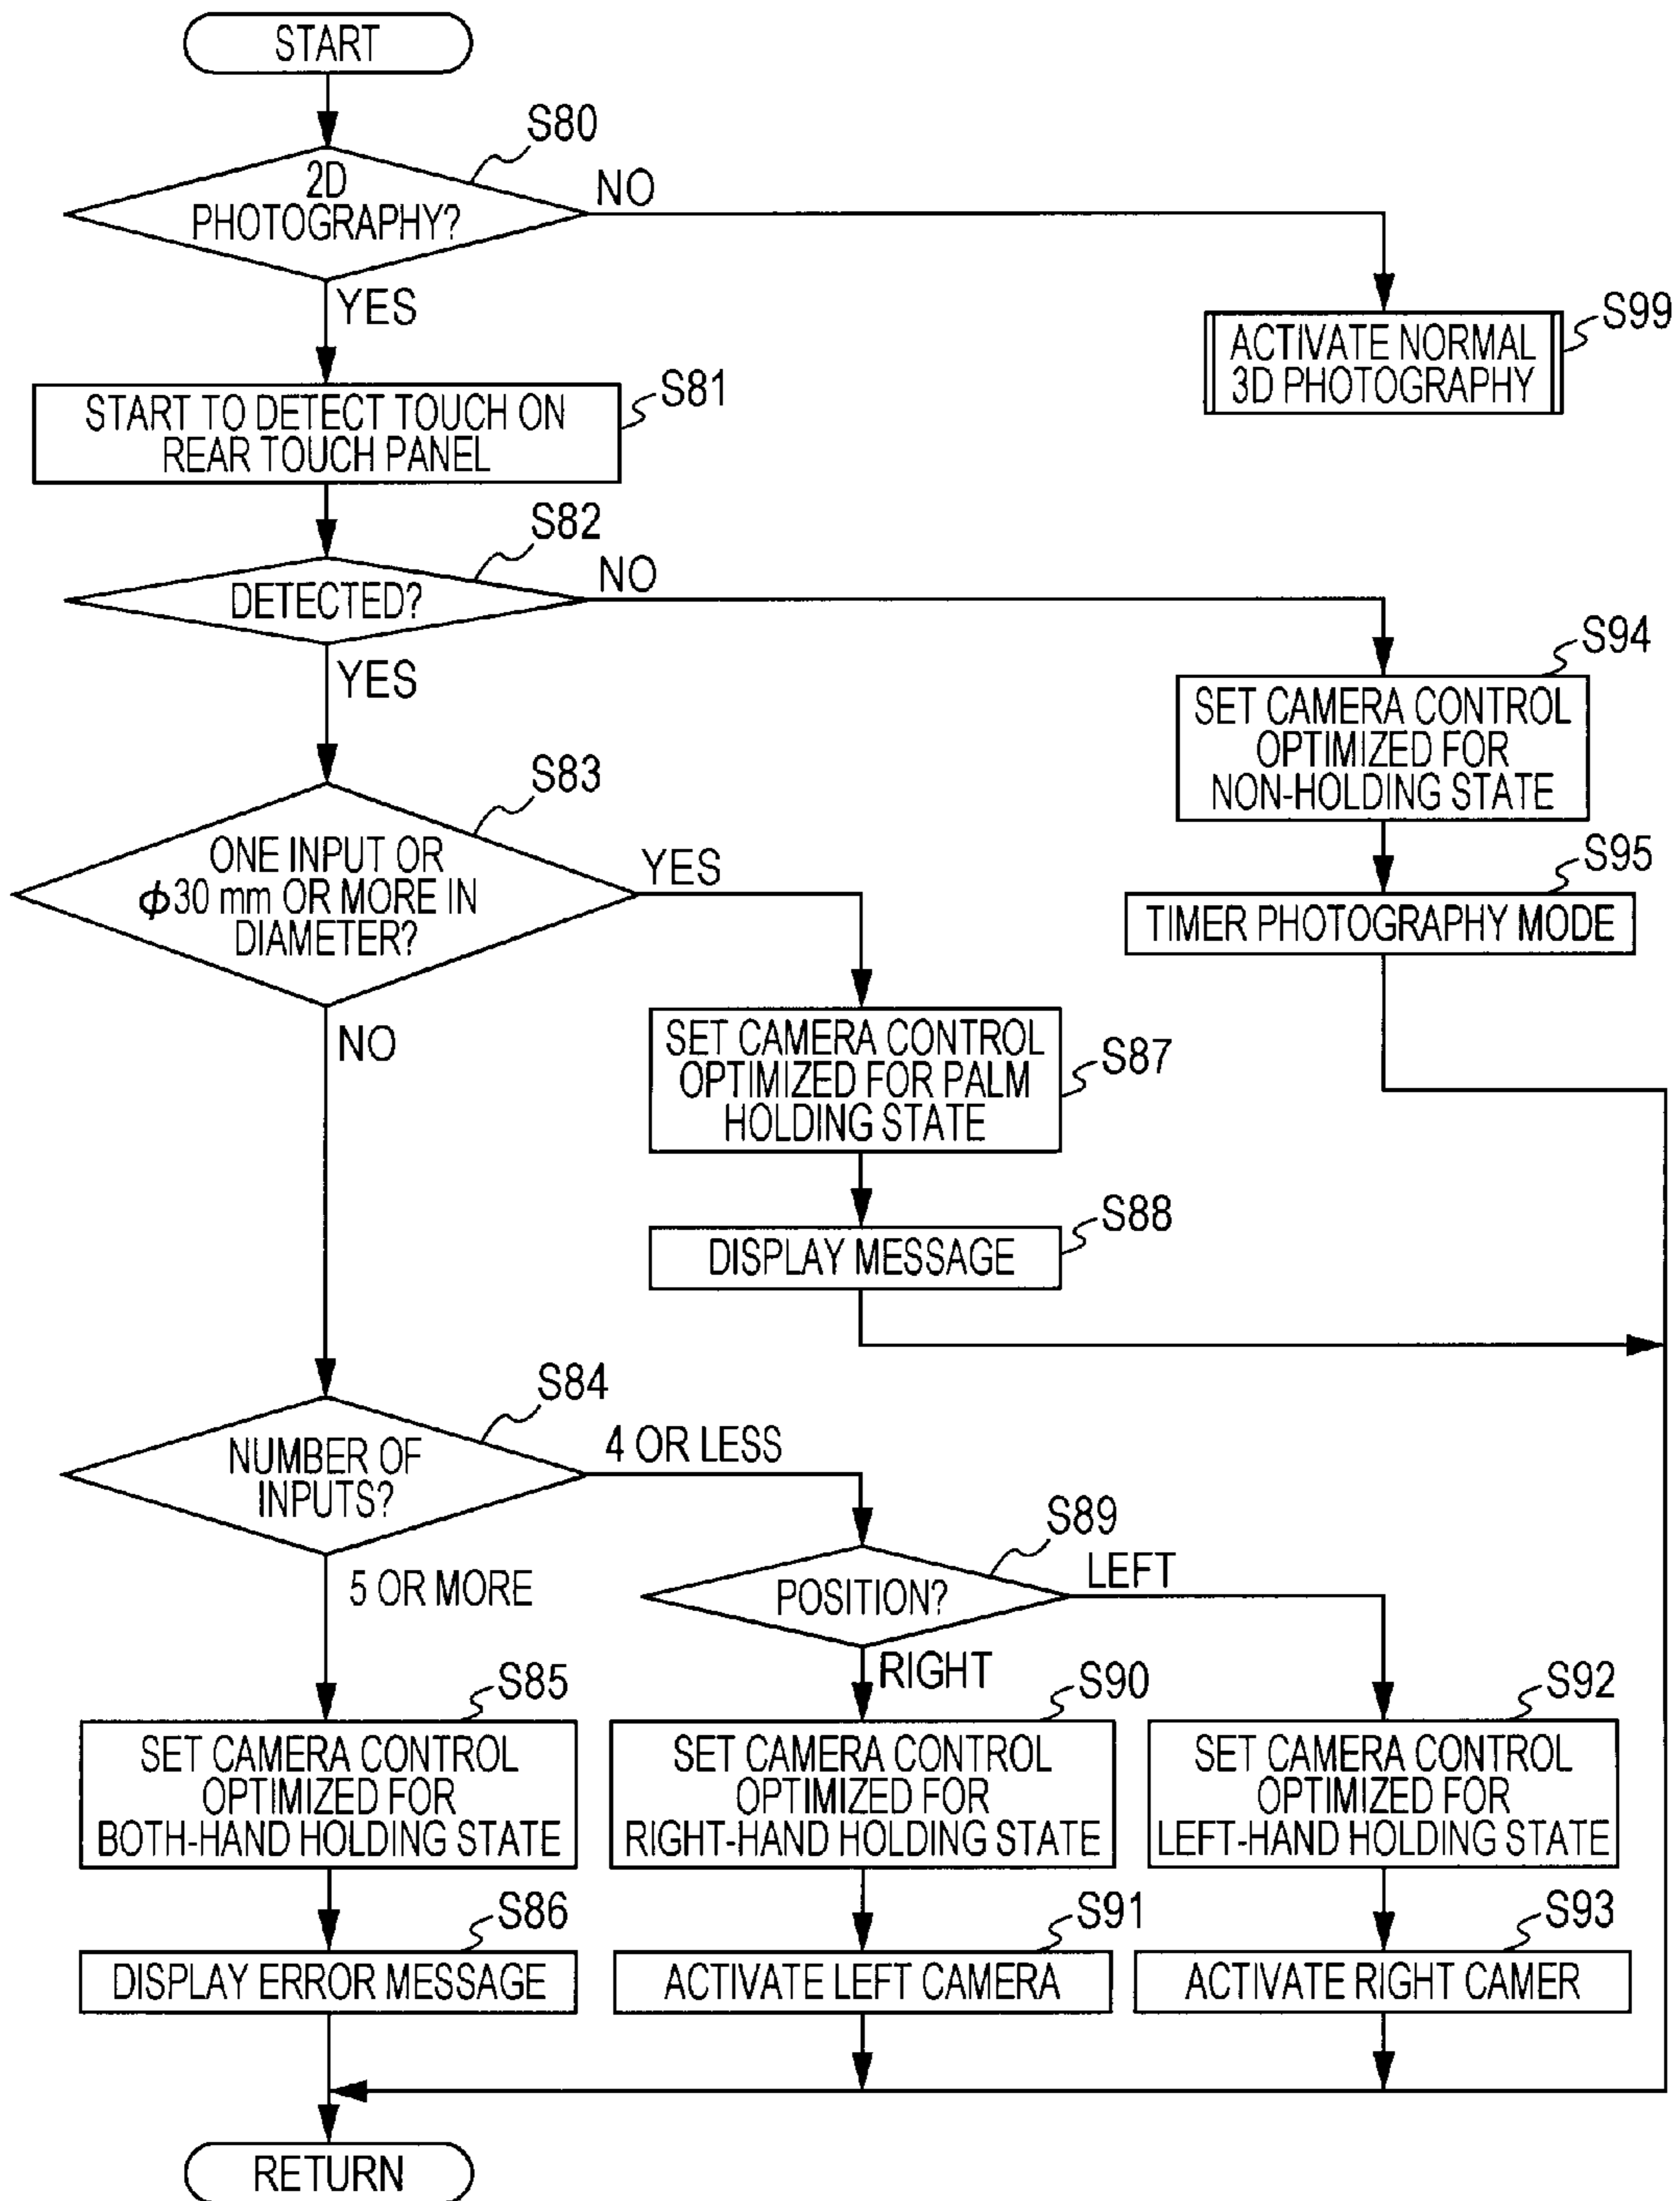 START
S80
2D
PHOTOGRAPHY?
NO
YES
S99
ACTIVATE NORMAL
3D PHOTOGRAPHY
S81
START TO DETECT TOUCH ON
REAR TOUCH PANEL
S82
DETECTED?
NO
YES
S94
SET CAMERA CONTROL
OPTIMIZED FOR
NON-HOLDING STATE
S83
ONE INPUT OR
ϕ30 mm OR MORE IN
DIAMETER?
YES
NO
S95
TIMER PHOTOGRAPHY MODE
S87
SET CAMERA CONTROL
OPTIMIZED FOR PALM
HOLDING STATE
S88
DISPLAY MESSAGE
S84
NUMBER OF
INPUTS?
4 OR LESS
5 OR MORE
S89
POSITION?
LEFT
RIGHT
S85
SET CAMERA CONTROL
OPTIMIZED FOR
BOTH-HAND HOLDING STATE
S90
SET CAMERA CONTROL
OPTIMIZED FOR
RIGHT-HAND HOLDING STATE
S92
SET CAMERA CONTROL
OPTIMIZED FOR
LEFT-HAND HOLDING STATE
S86
DISPLAY ERROR MESSAGE
S91
ACTIVATE LEFT CAMERA
S93
ACTIVATE RIGHT CAMER
RETURN